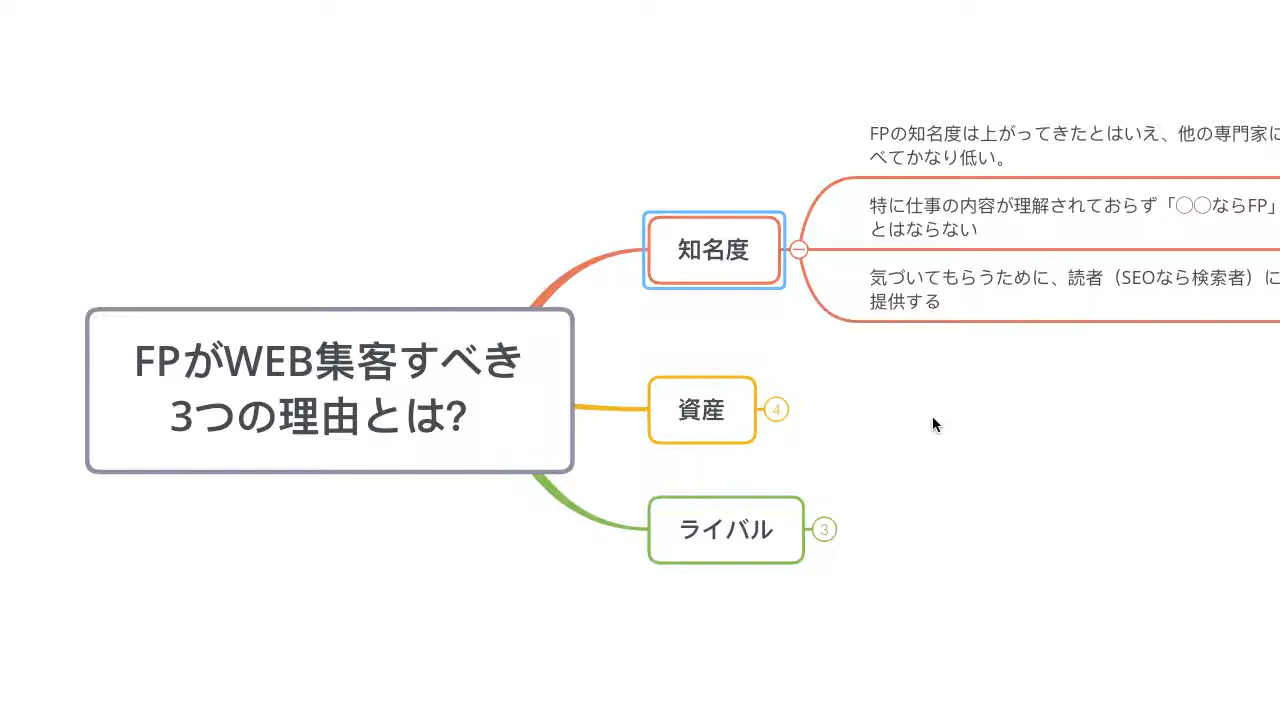 FPがWEB集客すべき
3つの理由とは?
知名度
FPの知名度は上がってきたとはいえ、他の専門家に
べてかなり低い。
特に仕事の内容が理解されておらず「◯◯ならFP」
とはならない
気づいてもらうために、読者（SEOなら検索者）に
提供する
資産
4
ライバル
3